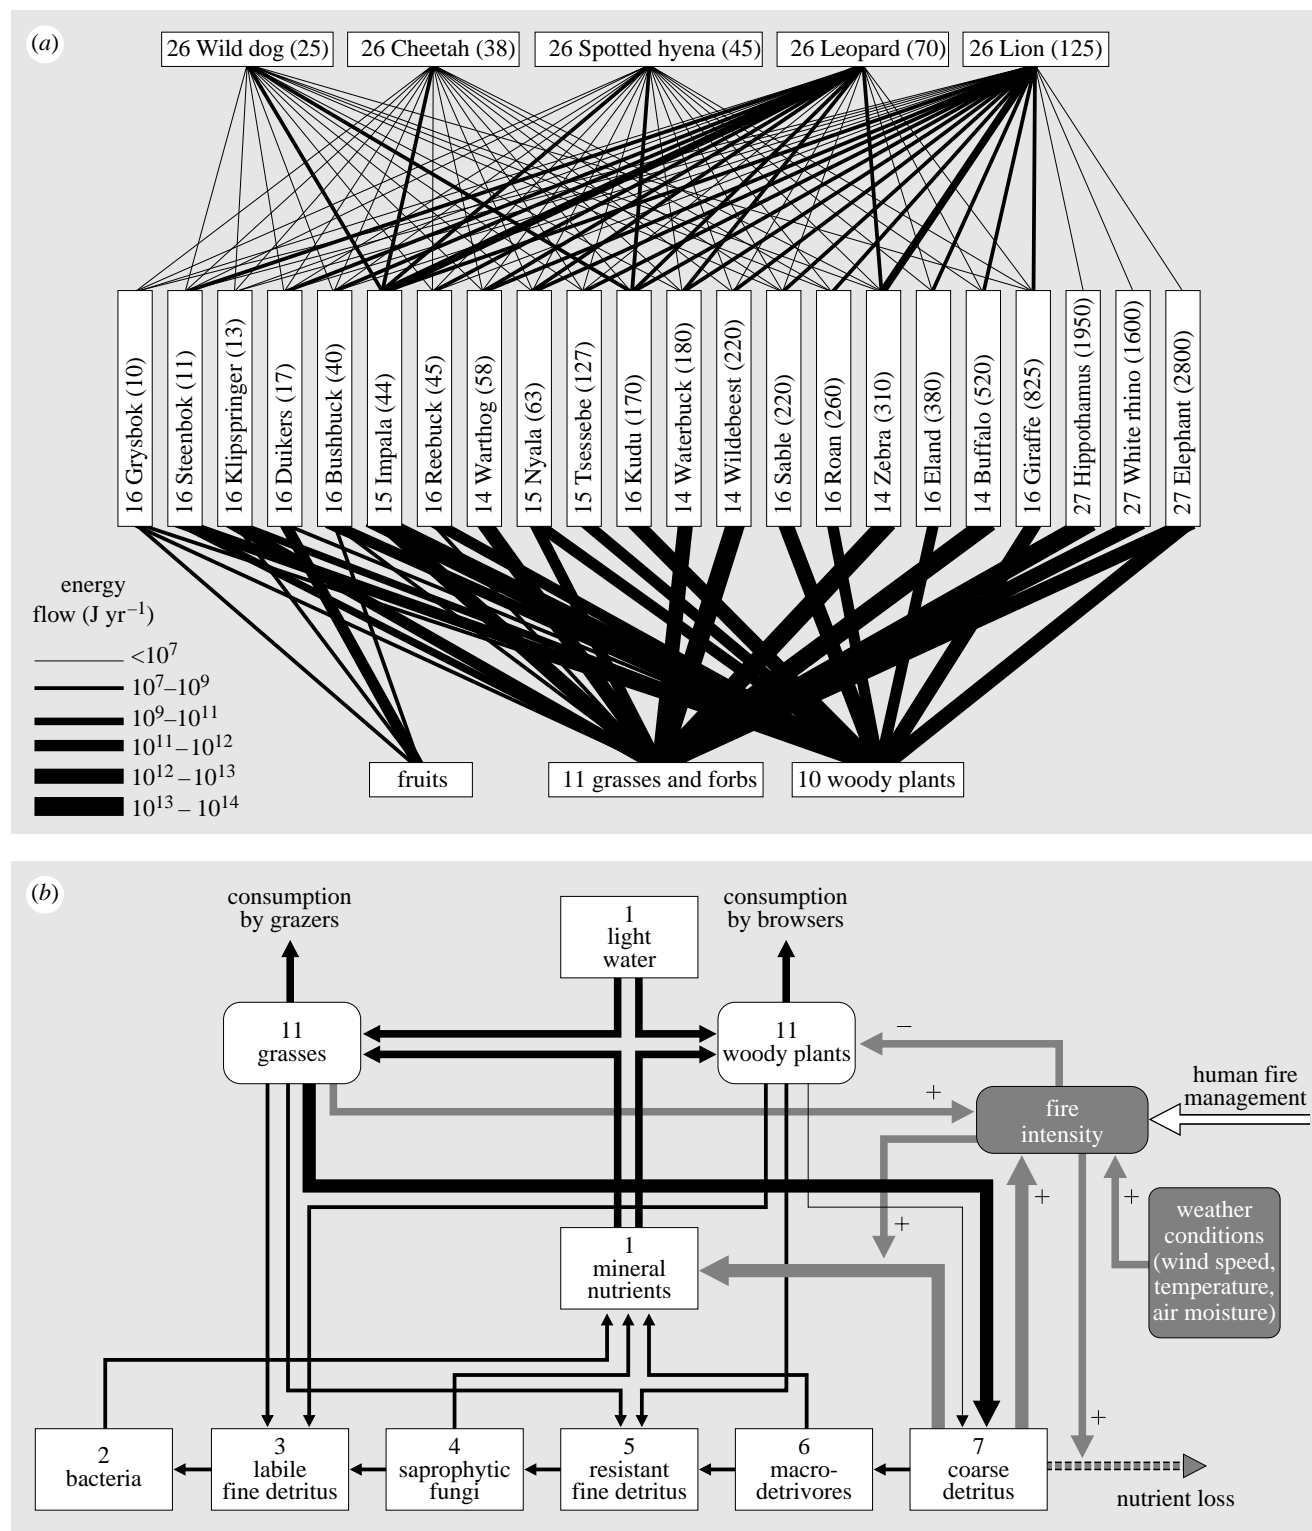 (a)
26 Wild dog (25)
26 Cheetah (38)
26 Spotted hyena (45)
26 Leopard (70)
26 Lion (125)
16 Grysbok (10)
16 Steenbok (11)
16 Klipspringer (13)
16 Duikers (17)
16 Bushbuck (40)
15 Impala (44)
16 Reebuck (45)
14 Warthog (58)
15 Nyala (63)
15 Tsessebe (127)
16 Kudu (170)
14 Waterbuck (180)
14 Wildebeest (220)
16 Sable (220)
16 Roan (260)
14 Zebra (310)
16 Eland (380)
14 Buffalo (520)
16 Giraffe (825)
27 Hippothamus (1950)
27 White rhino (1600)
27 Elephant (2800)
energy
flow (J yr⁻¹)
<10⁷
10⁷–10⁹
10⁹–10¹¹
10¹¹–10¹²
10¹²–10¹³
10¹³–10¹⁴
fruits
11 grasses and forbs
10 woody plants
(b)
consumption
by grazers
1
light
water
consumption
by browsers
11
grasses
11
woody plants
–
+
human fire
management
fire
intensity
+
+
+
weather
conditions
(wind speed,
temperature,
air moisture)
1
mineral
nutrients
+
2
bacteria
3
labile
fine detritus
4
saprophytic
fungi
5
resistant
fine detritus
6
macro-
detrivores
7
coarse
detritus
nutrient loss